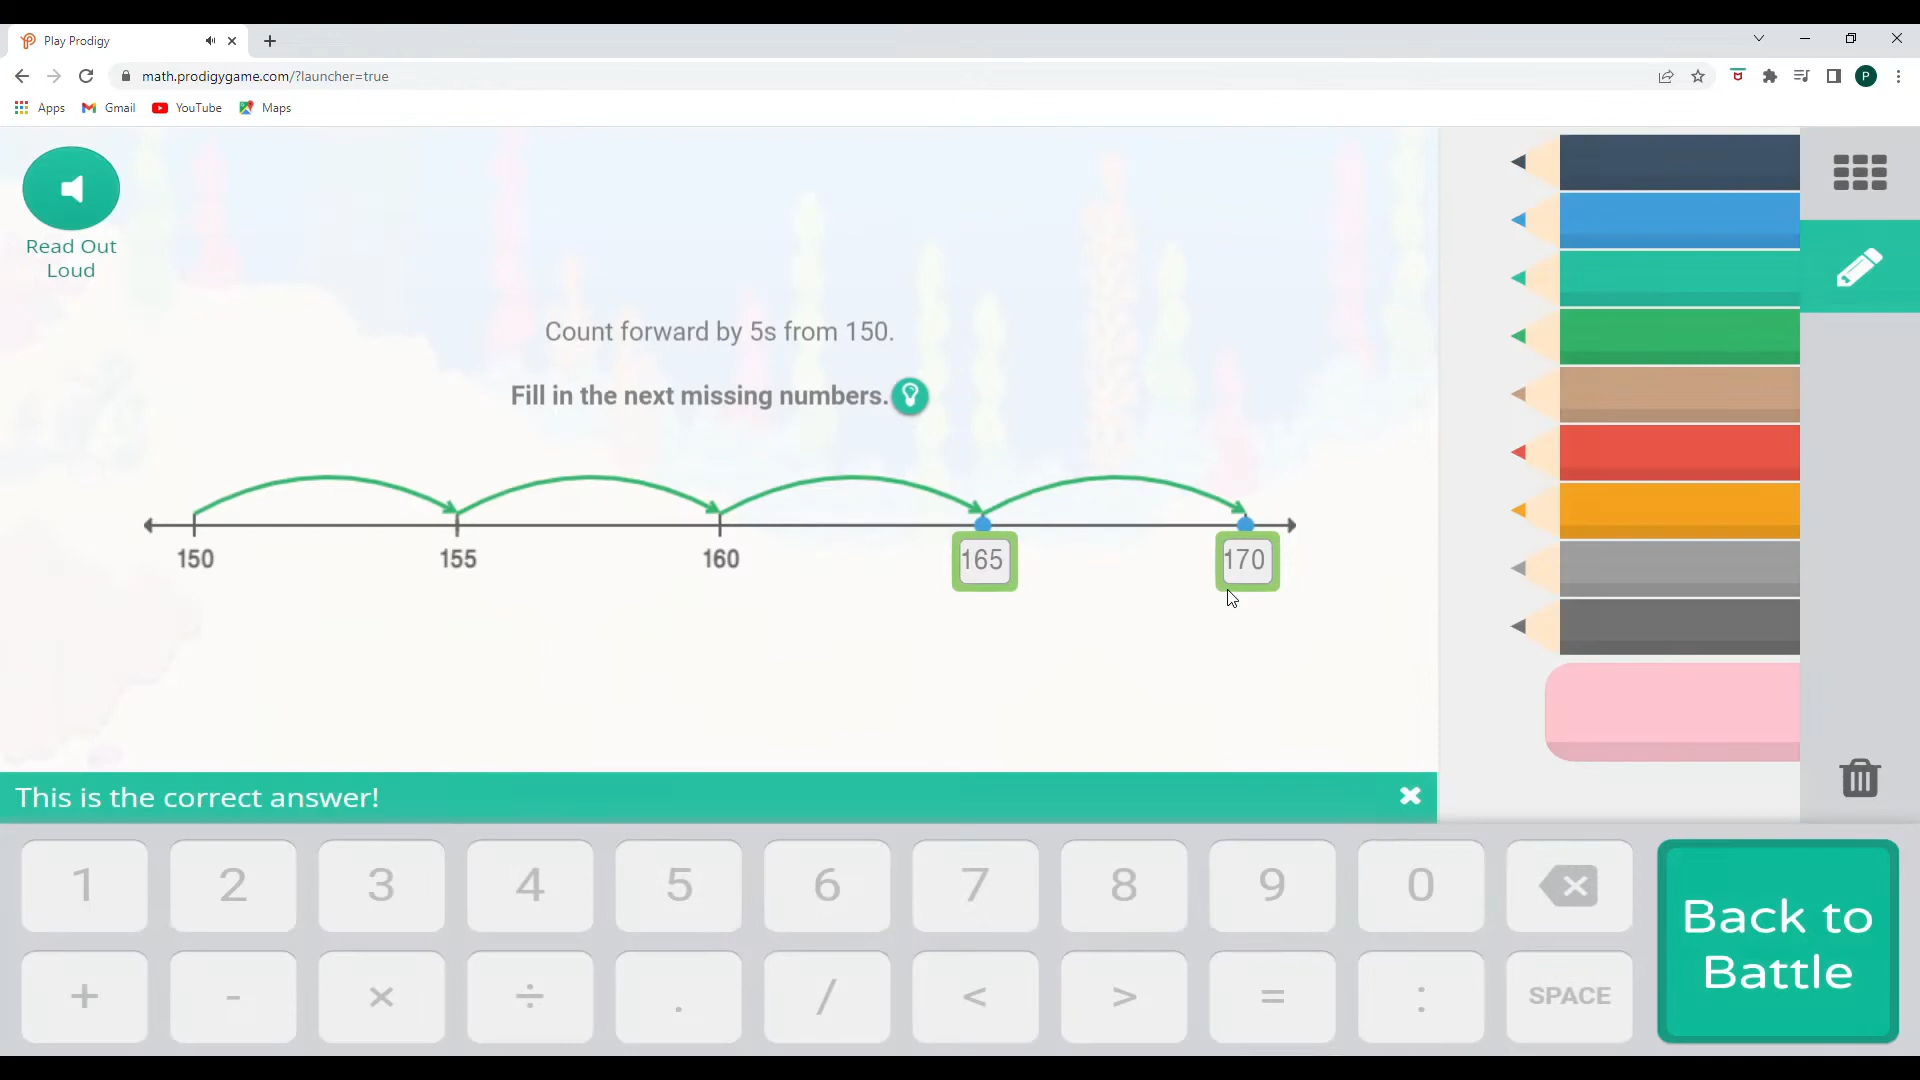 Play Prodigy
math.prodigygame.com/?launcher=true
P
Apps Gmail YouTube Maps
Read Out
Loud
Count forward by 5s from 150.
Fill in the next missing numbers.
150 155 160 165 170
This is the correct answer!
1 2 3 4 5 6 7 8 9 0
+ - × ÷ . / < > = : SPACE
Back to
Battle